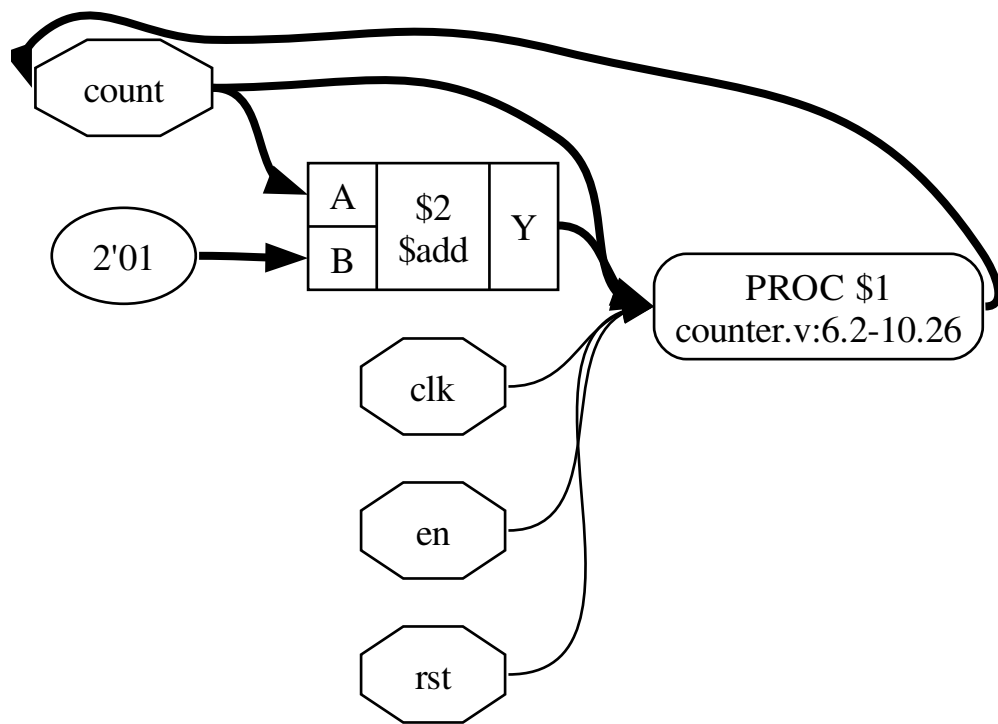 count
A
$2
$add
Y
B
2'01
PROC $1
counter.v:6.2-10.26
clk
en
rst